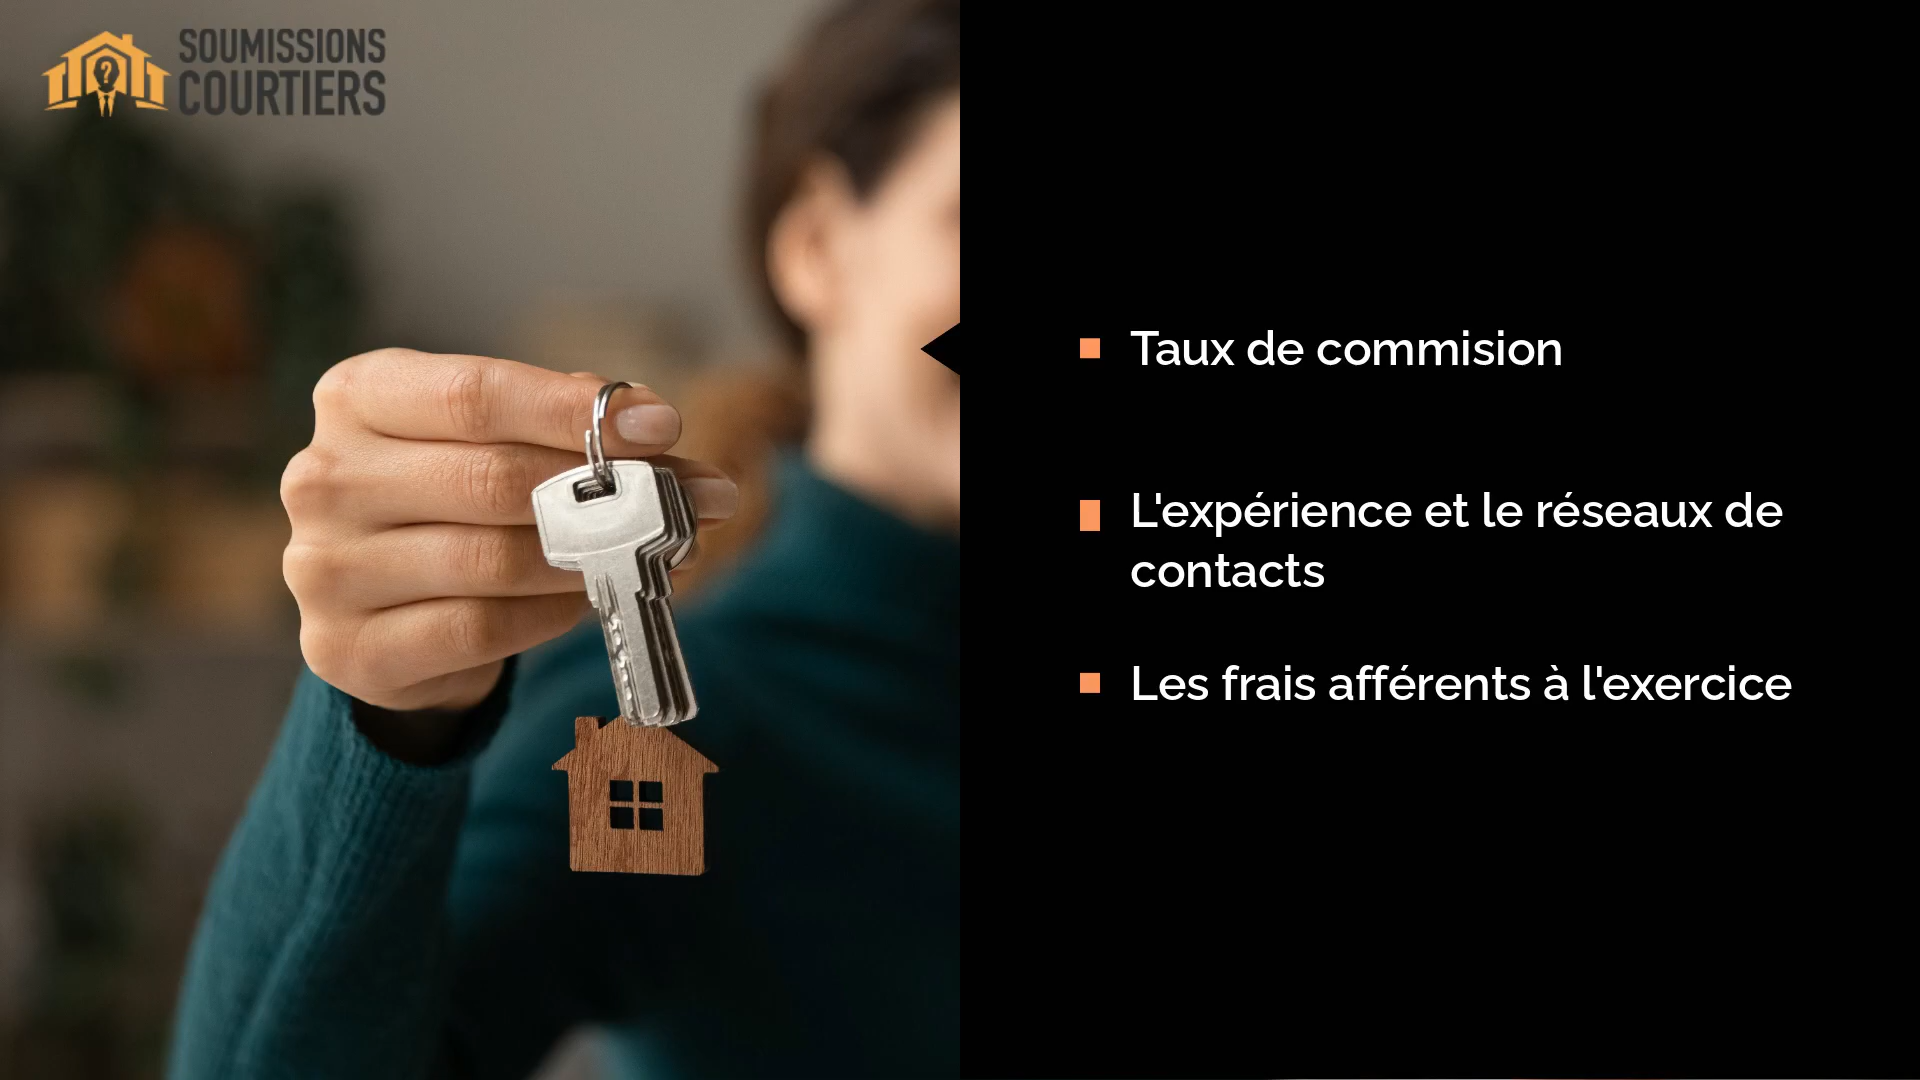 SOUMISSIONS
COURTIERS
Taux de commision
L'expérience et le réseaux de
contacts
Les frais afférents à l'exercice